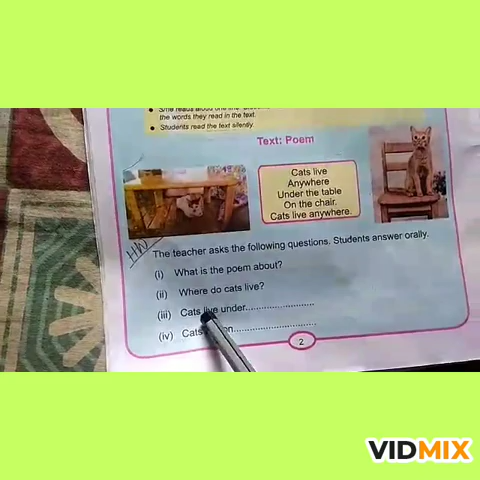 the words they read in the text.
• Students read the text silently.
Text: Poem
Cats live
Anywhere
Under the table
On the chair.
Cats live anywhere.
HW
The teacher asks the following questions. Students answer orally.
(i) What is the poem about?
(ii) Where do cats live?
(iii) Cats live under........................
(iv) Cats on.............................
2
VIDMIX